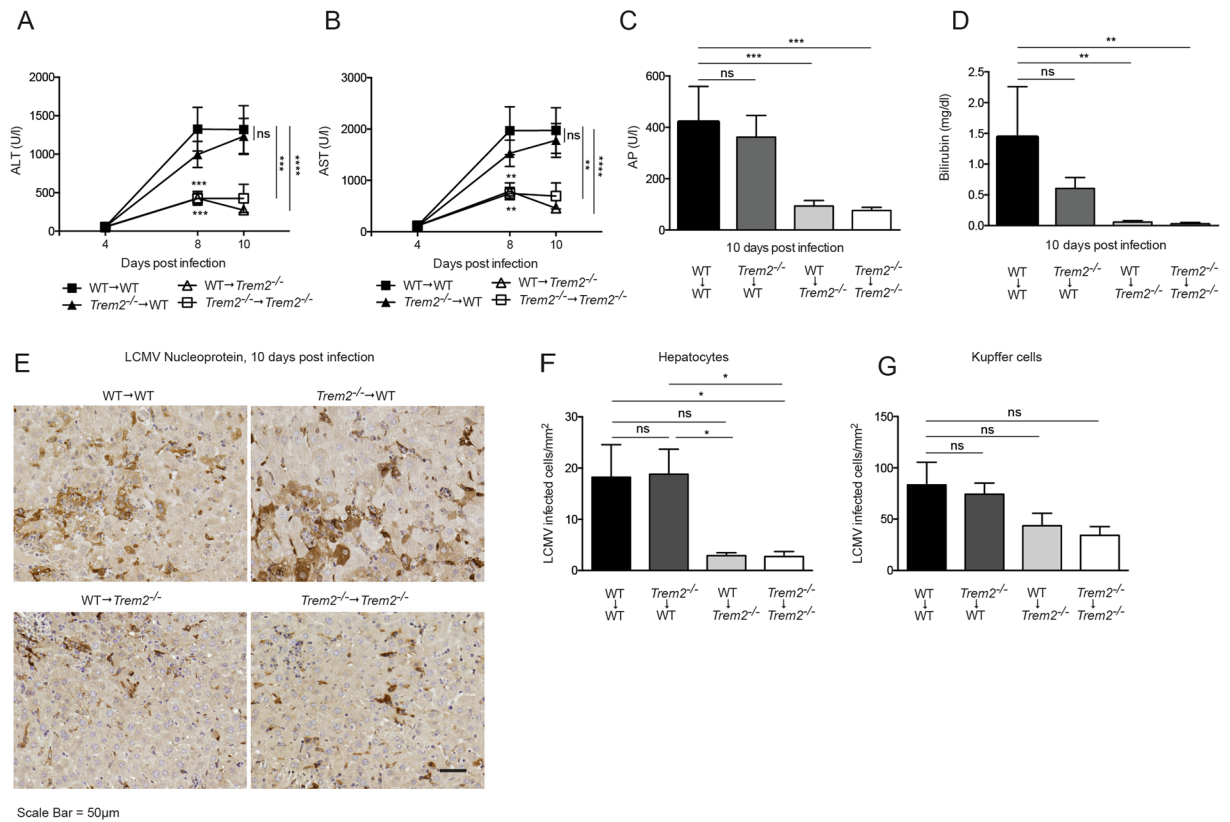 A
ALT (U/l)
2000
1500
1000
500
0
4
8
10
Days post infection
***
***
ns
***
****
WT→WT
WT→Trem2⁻/⁻
Trem2⁻/⁻→WT
Trem2⁻/⁻→Trem2⁻/⁻
B
AST (U/l)
3000
2000
1000
0
4
8
10
Days post infection
**
**
ns
**
****
WT→WT
WT→Trem2⁻/⁻
Trem2⁻/⁻→WT
Trem2⁻/⁻→Trem2⁻/⁻
C
***
***
ns
AP (U/l)
600
400
200
0
10 days post infection
WT Trem2⁻/⁻ WT Trem2⁻/⁻
↓ ↓ ↓ ↓
WT WT Trem2⁻/⁻ Trem2⁻/⁻
D
**
**
ns
Bilirubin (mg/dl)
2.5
2.0
1.5
1.0
0.5
0.0
10 days post infection
WT Trem2⁻/⁻ WT Trem2⁻/⁻
↓ ↓ ↓ ↓
WT WT Trem2⁻/⁻ Trem2⁻/⁻
E
LCMV Nucleoprotein, 10 days post infection
WT→WT
Trem2⁻/⁻→WT
WT→Trem2⁻/⁻
Trem2⁻/⁻→Trem2⁻/⁻
Scale Bar = 50µm
F
Hepatocytes
*
*
ns
ns
*
LCMV infected cells/mm²
30
20
10
0
WT Trem2⁻/⁻ WT Trem2⁻/⁻
↓ ↓ ↓ ↓
WT WT Trem2⁻/⁻ Trem2⁻/⁻
G
Kupffer cells
ns
ns
ns
LCMV infected cells/mm²
150
100
50
0
WT Trem2⁻/⁻ WT Trem2⁻/⁻
↓ ↓ ↓ ↓
WT WT Trem2⁻/⁻ Trem2⁻/⁻